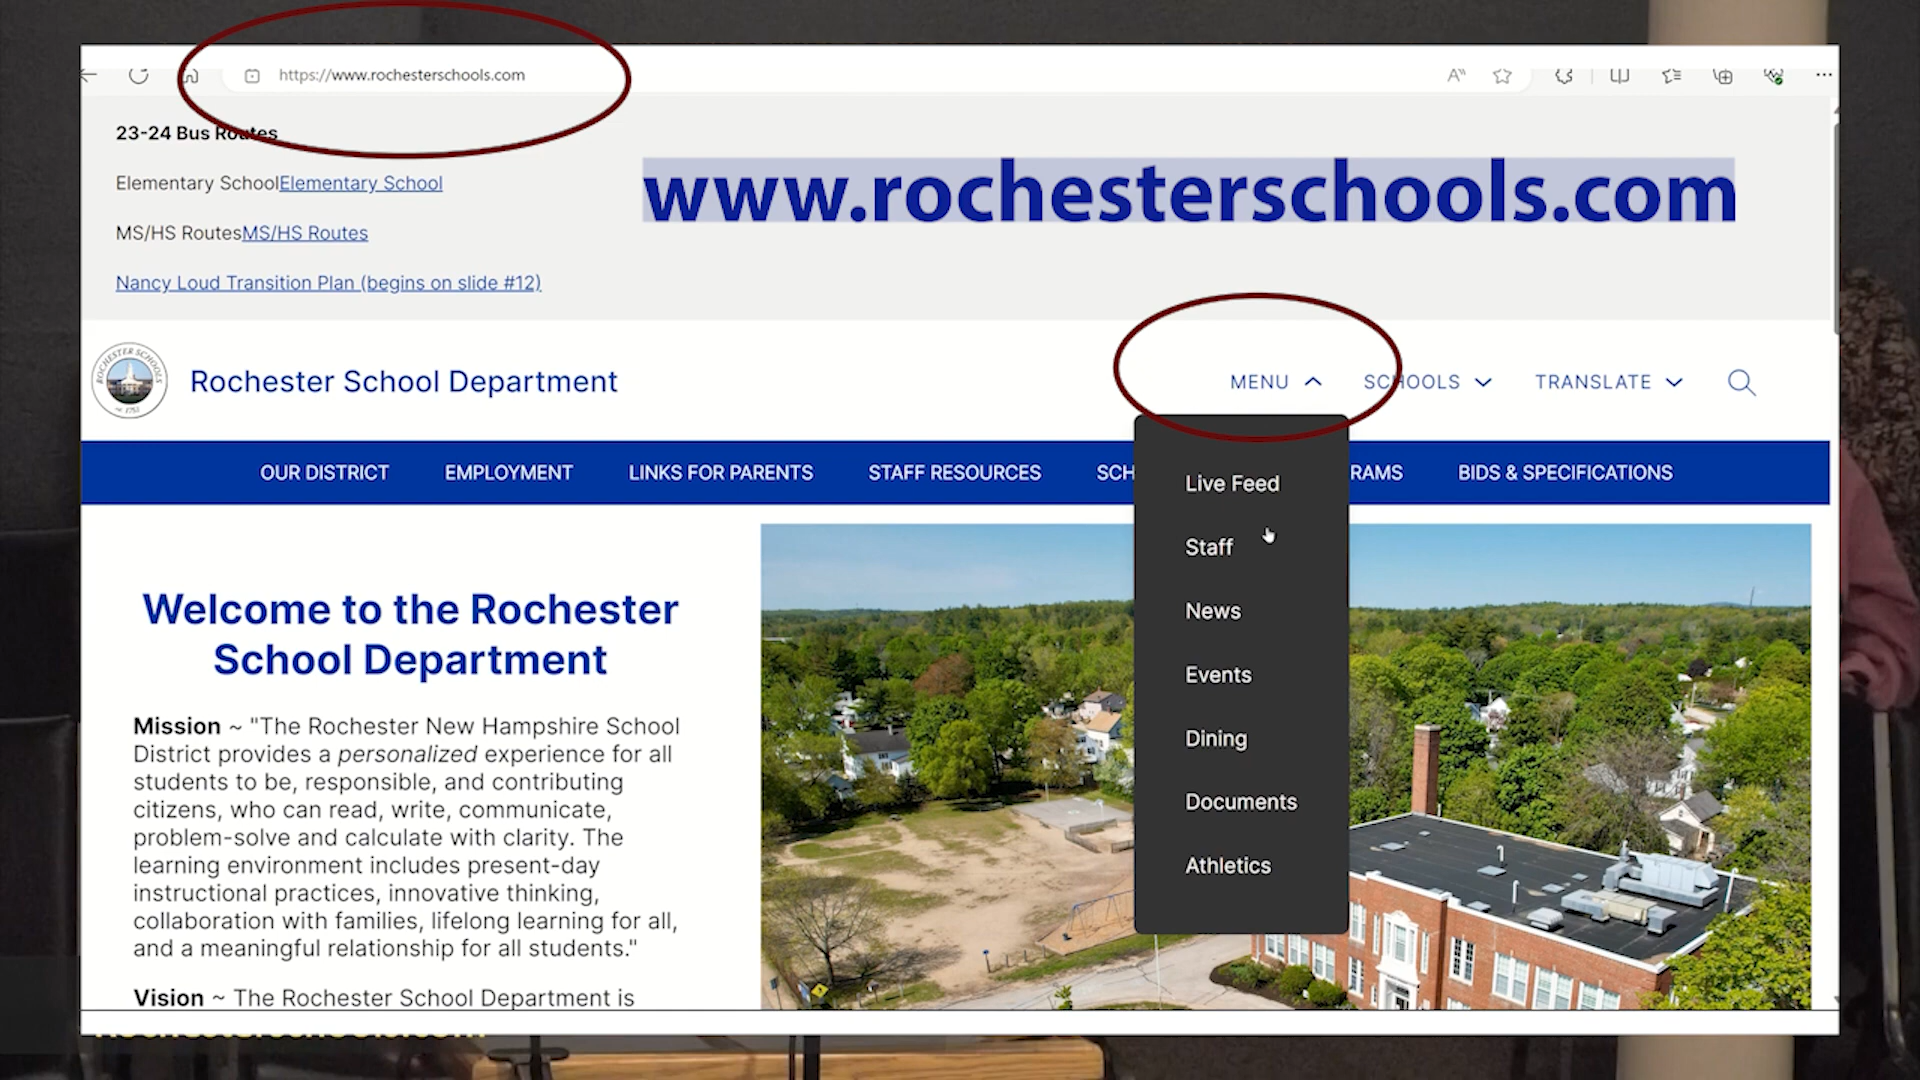 https://www.rochesterschools.com
23-24 Bus Routes
Elementary SchoolElementary School
MS/HS RoutesMS/HS Routes
Nancy Loud Transition Plan (begins on slide #12)
www.rochesterschools.com
ROCHESTER SCHOOLS
Rochester School Department
MENU
SCHOOLS
TRANSLATE
OUR DISTRICT
EMPLOYMENT
LINKS FOR PARENTS
STAFF RESOURCES
SCH
RAMS
BIDS & SPECIFICATIONS
Live Feed
Staff
News
Events
Dining
Documents
Athletics
Welcome to the Rochester
School Department
Mission ~ "The Rochester New Hampshire School
District provides a personalized experience for all
students to be, responsible, and contributing
citizens, who can read, write, communicate,
problem-solve and calculate with clarity. The
learning environment includes present-day
instructional practices, innovative thinking,
collaboration with families, lifelong learning for all,
and a meaningful relationship for all students."
Vision ~ The Rochester School Department is